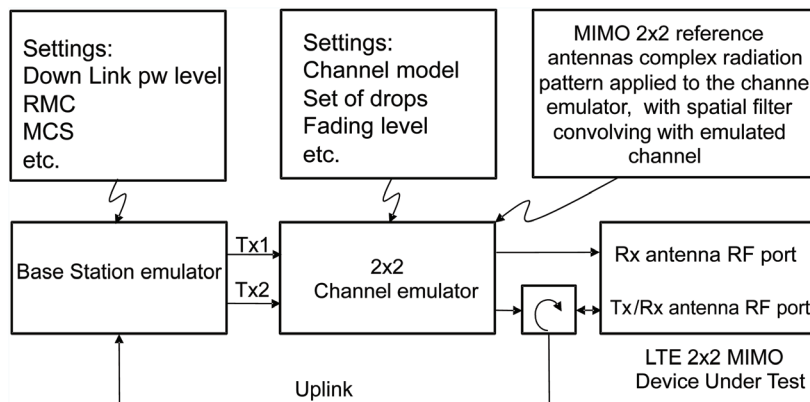 Settings:
Down Link pw level
RMC
MCS
etc.
Settings:
Channel model
Set of drops
Fading level
etc.
MIMO 2x2 reference
antennas complex radiation
pattern applied to the channe
emulator, with spatial filter
convolving with emulated
channel
Base Station emulator
Tx1
Tx2
2x2
Channel emulator
Rx antenna RF port
Tx/Rx antenna RF port
LTE 2x2 MIMO
Device Under Test
Uplink